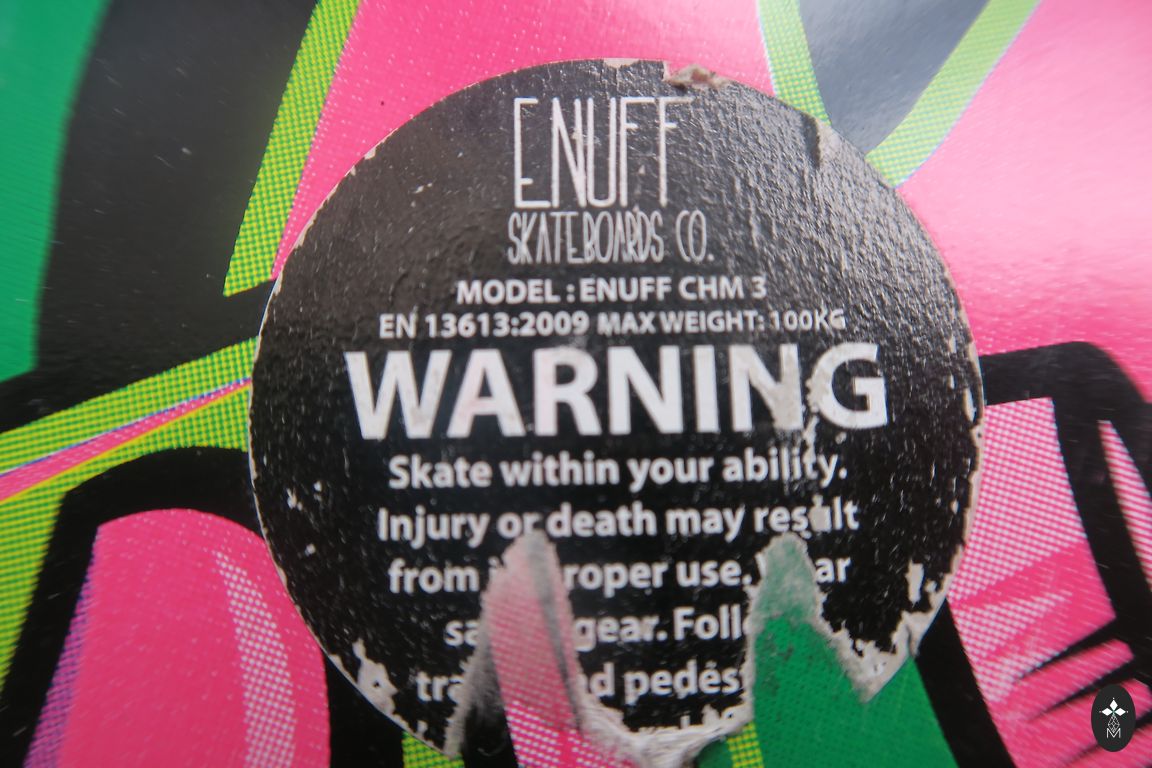 ENUFF
SKATEBOARDS CO.
MODEL : ENUFF CHM 3
EN 13613:2009 MAX WEIGHT: 100KG
WARNING
Skate within your ability.
Injury or death may result
from use.
gear.
M